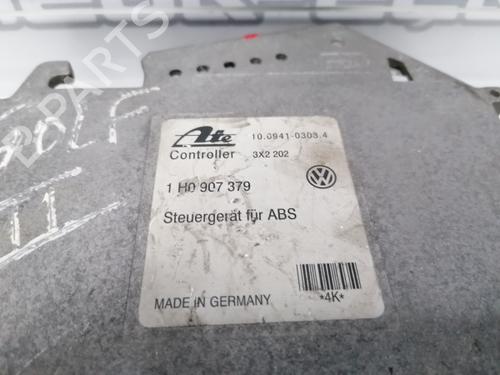 PARTS
Ate
10.0941-0303.4
Controller 3X2 202
1 H0 907 379
Steuergerät für ABS
MADE IN GERMANY
*4K*